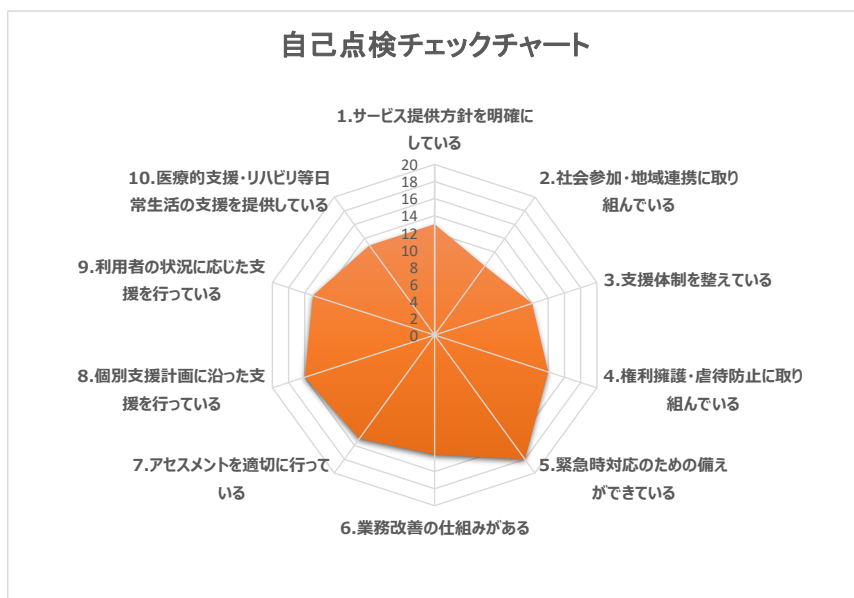 自己点検チェックチャート
1.サービス提供方針を明確に
している
2.社会参加・地域連携に取り
組んでいる
3.支援体制を整えている
4.権利擁護・虐待防止に取り
組んでいる
5.緊急時対応のための備え
ができている
6.業務改善の仕組みがある
7.アセスメントを適切に行って
いる
8.個別支援計画に沿った支
援を行っている
9.利用者の状況に応じた支
援を行っている
10.医療的支援・リハビリ等日
常生活の支援を提供している
20
18
16
14
12
10
8
6
4
2
0